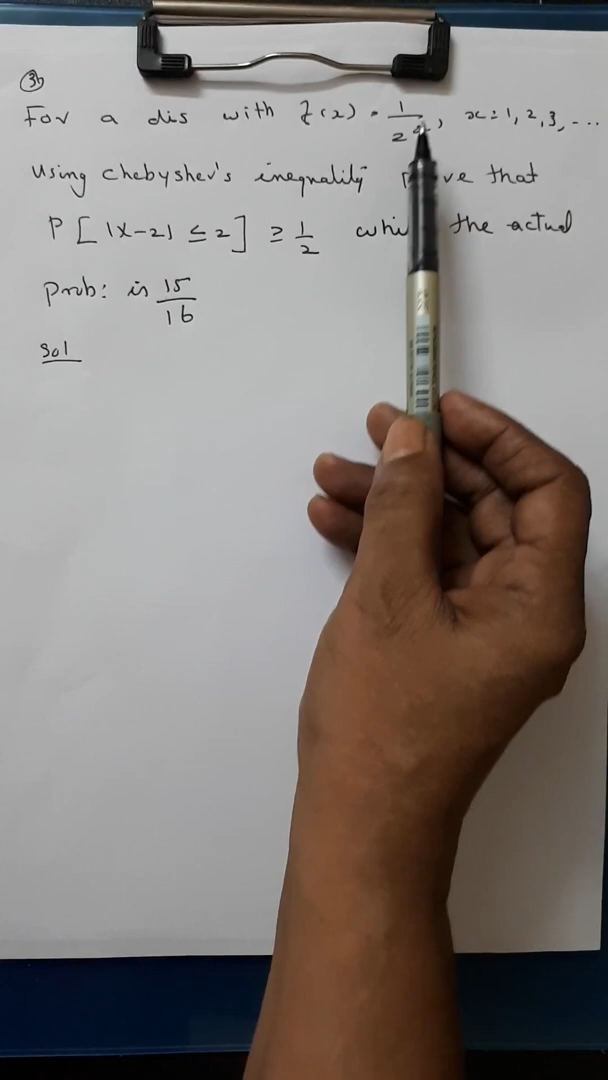 3)
For a dis with f(x) = 1/2^x, x = 1, 2, 3, ...
Using Chebyshev's inequality that
P[|X-2| ≤ 2] ≥ 1/2 the actual
Prob: is 15/16
Sol